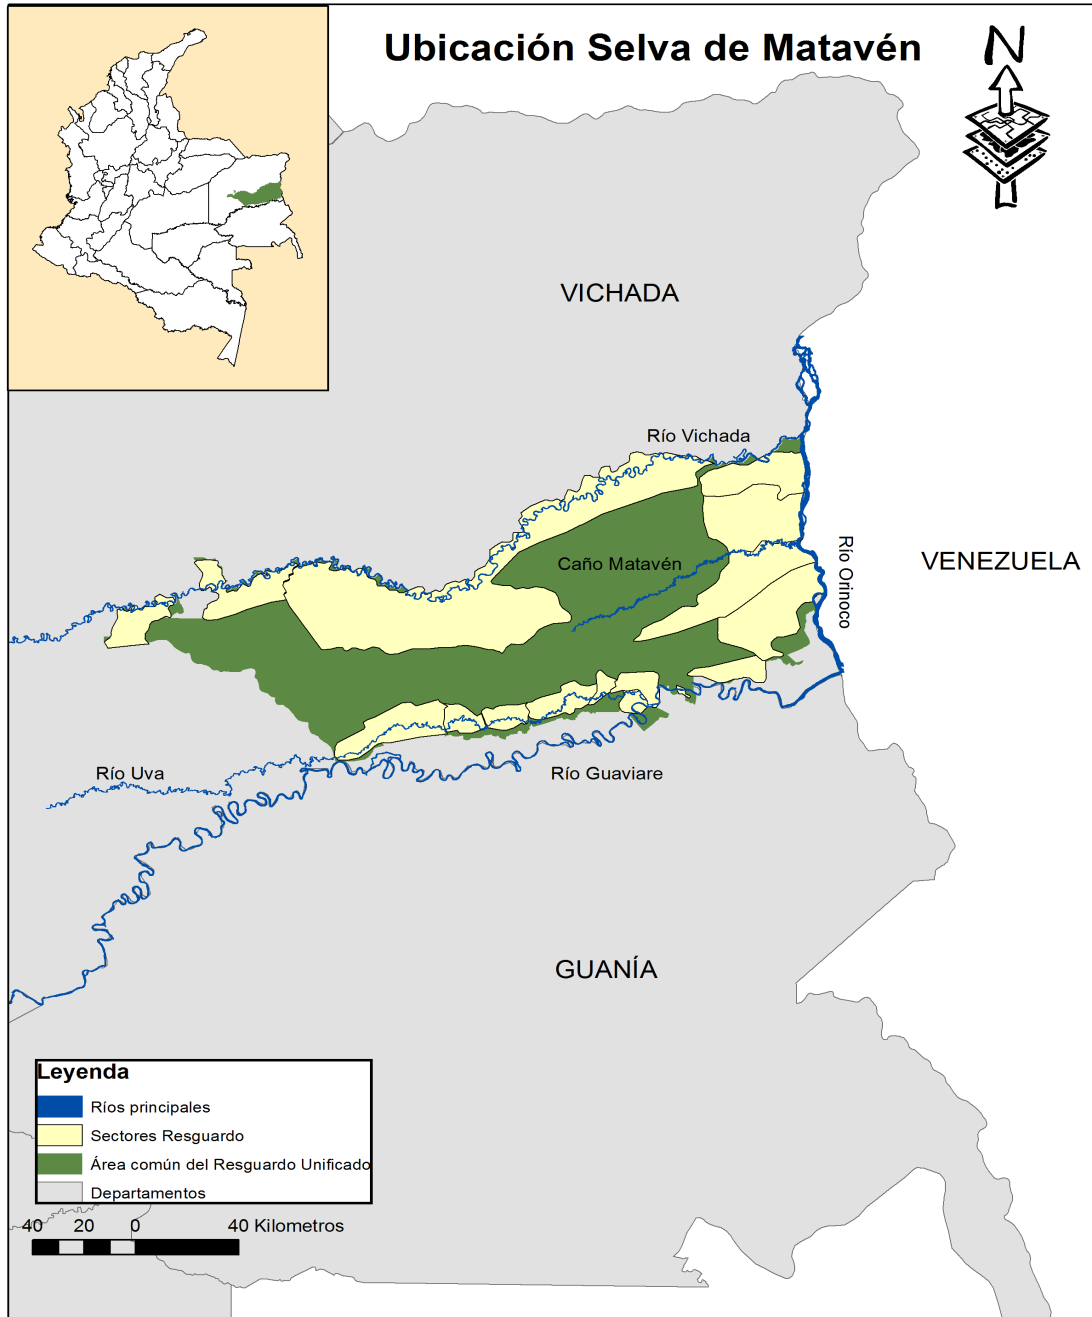 Ubicación Selva de Matavén
N
VICHADA
Río Vichada
Río Orinoco
VENEZUELA
Caño Matavén
Río Uva
Río Guaviare
GUANÍA
Leyenda
Ríos principales
Sectores Resguardo
Área común del Resguardo Unificado
Departamentos
40 20 0 40 Kilometros